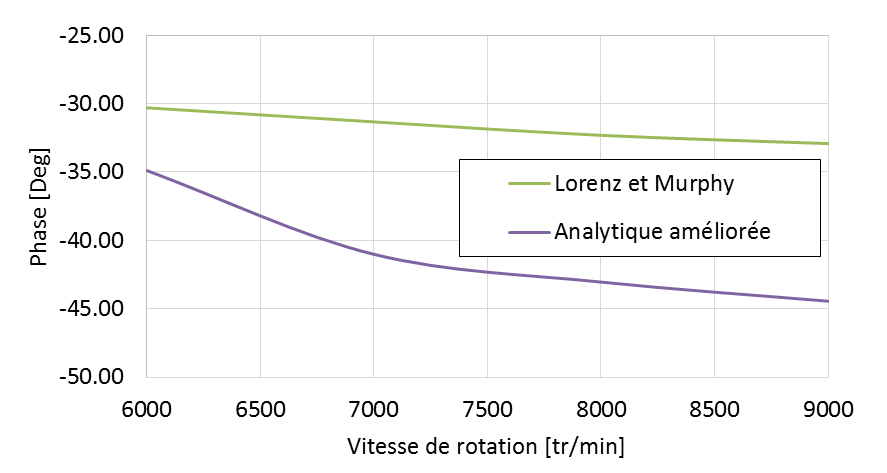 -25.00
-30.00
-35.00
-40.00
-45.00
-50.00
Phase [Deg]
Lorenz et Murphy
Analytique améliorée
6000 6500 7000 7500 8000 8500 9000
Vitesse de rotation [tr/min]